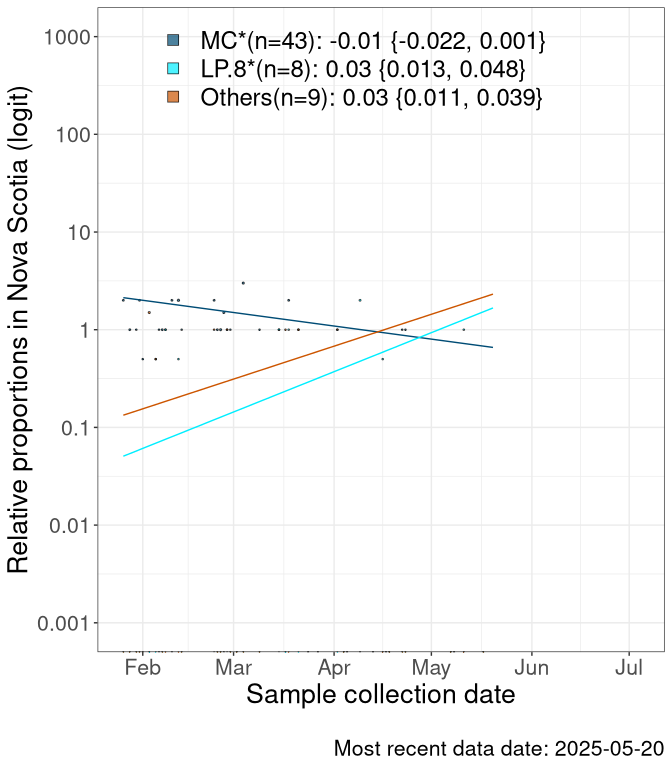 MC*(n=43): -0.01 {-0.022, 0.001}
LP.8*(n=8): 0.03 {0.013, 0.048}
Others(n=9): 0.03 {0.011, 0.039}
Relative proportions in Nova Scotia (logit)
1000
100
10
1
0.1
0.01
0.001
Feb Mar Apr May Jun Jul
Sample collection date
Most recent data date: 2025-05-20